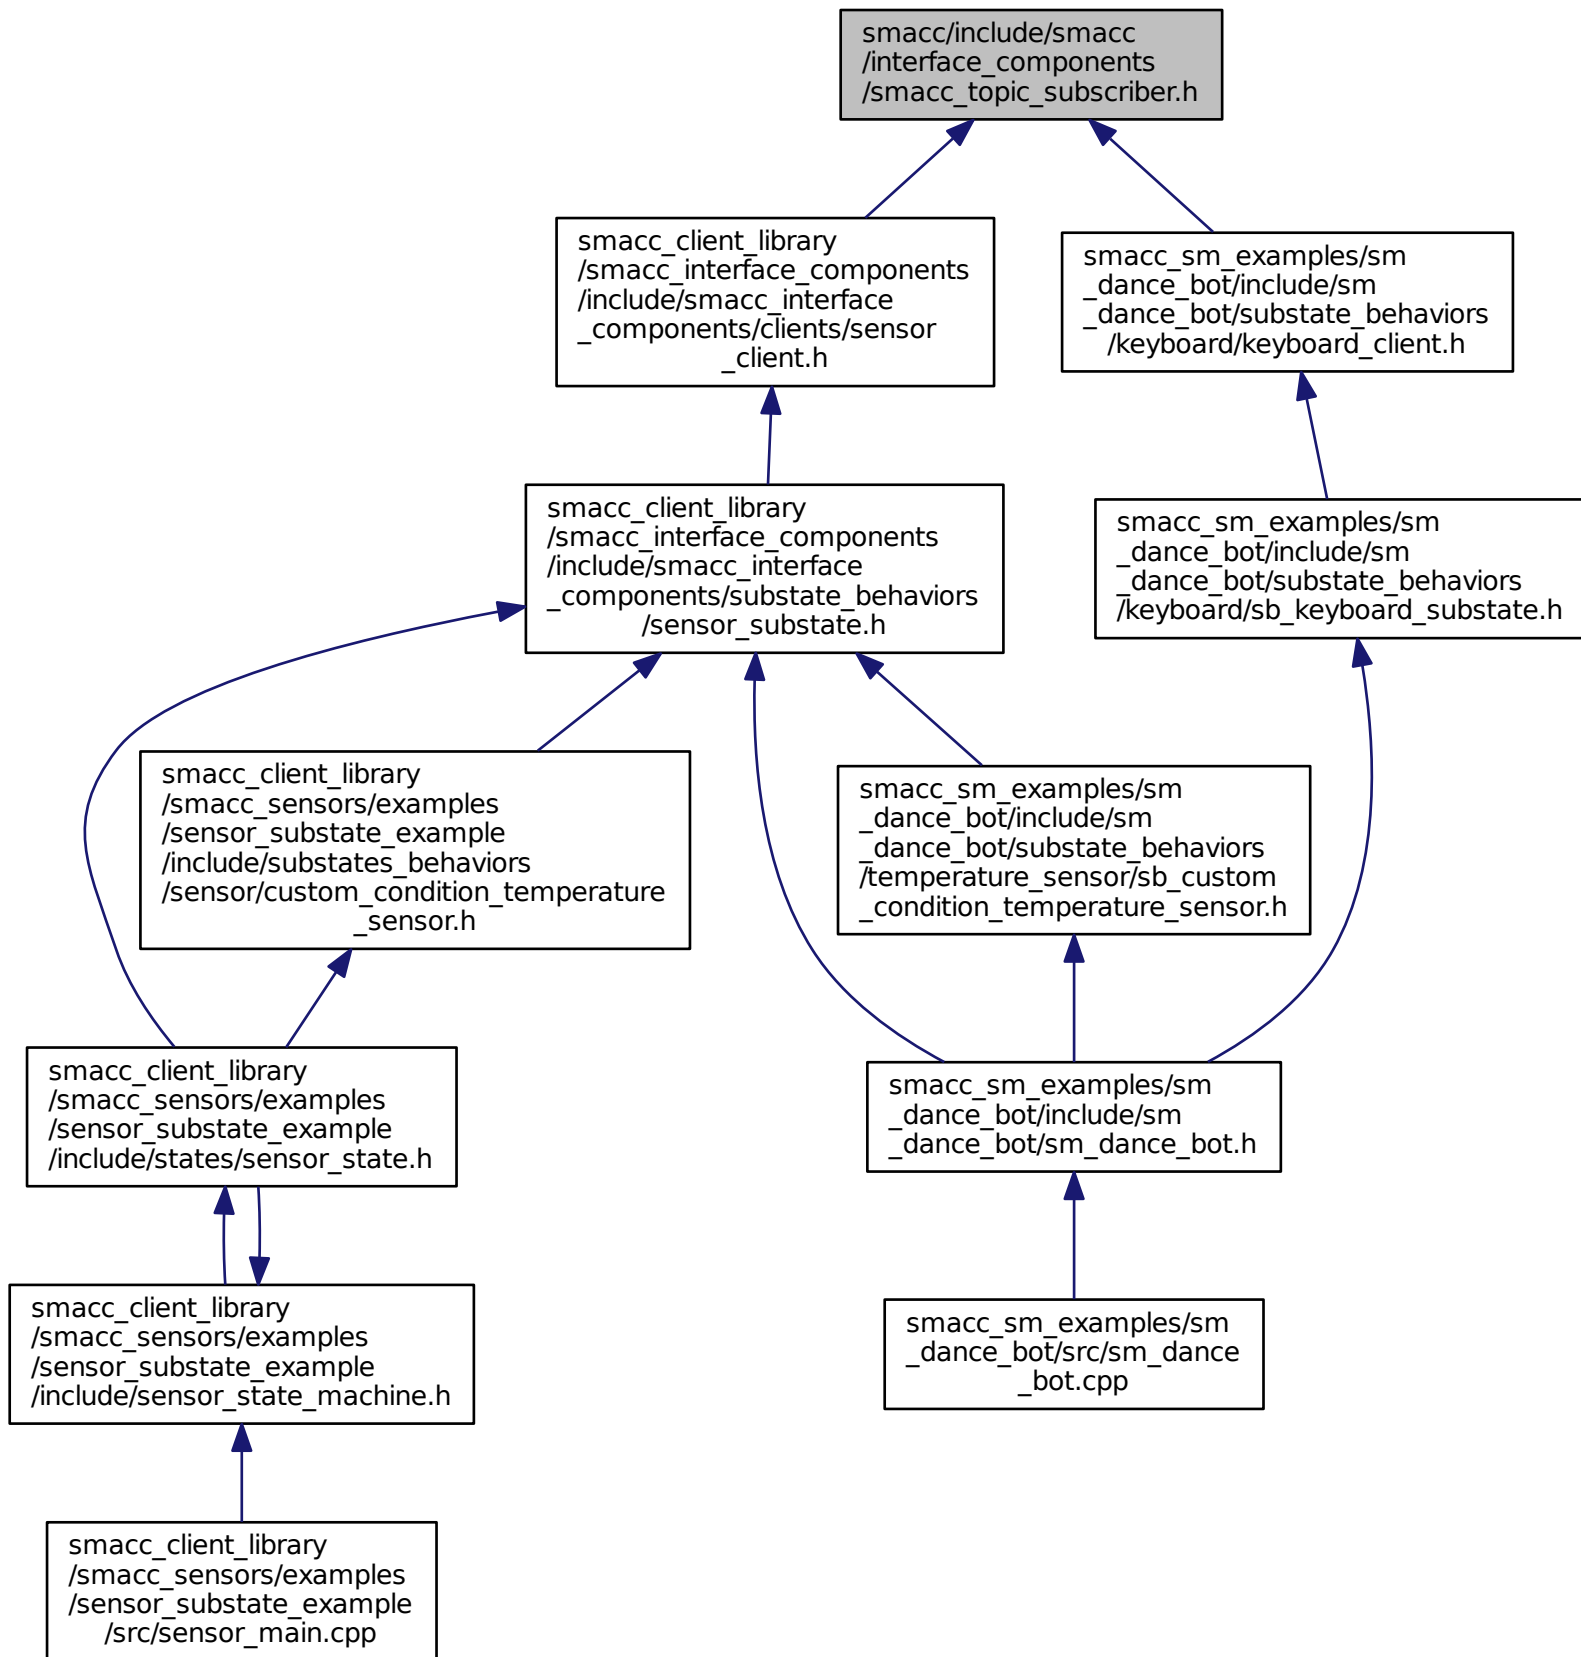 smacc/include/smacc
/interface_components
/smacc_topic_subscriber.h
smacc_client_library
/smacc_interface_components
/include/smacc_interface
_components/clients/sensor
_client.h
smacc_sm_examples/sm
_dance_bot/include/sm
_dance_bot/substate_behaviors
/keyboard/keyboard_client.h
smacc_client_library
/smacc_interface_components
/include/smacc_interface
_components/substate_behaviors
/sensor_substate.h
smacc_sm_examples/sm
_dance_bot/include/sm
_dance_bot/substate_behaviors
/keyboard/sb_keyboard_substate.h
smacc_client_library
/smacc_sensors/examples
/sensor_substate_example
/include/substates_behaviors
/sensor/custom_condition_temperature
_sensor.h
smacc_sm_examples/sm
_dance_bot/include/sm
_dance_bot/substate_behaviors
/temperature_sensor/sb_custom
_condition_temperature_sensor.h
smacc_client_library
/smacc_sensors/examples
/sensor_substate_example
/include/states/sensor_state.h
smacc_sm_examples/sm
_dance_bot/include/sm
_dance_bot/sm_dance_bot.h
smacc_client_library
/smacc_sensors/examples
/sensor_substate_example
/include/sensor_state_machine.h
smacc_sm_examples/sm
_dance_bot/src/sm_dance
_bot.cpp
smacc_client_library
/smacc_sensors/examples
/sensor_substate_example
/src/sensor_main.cpp